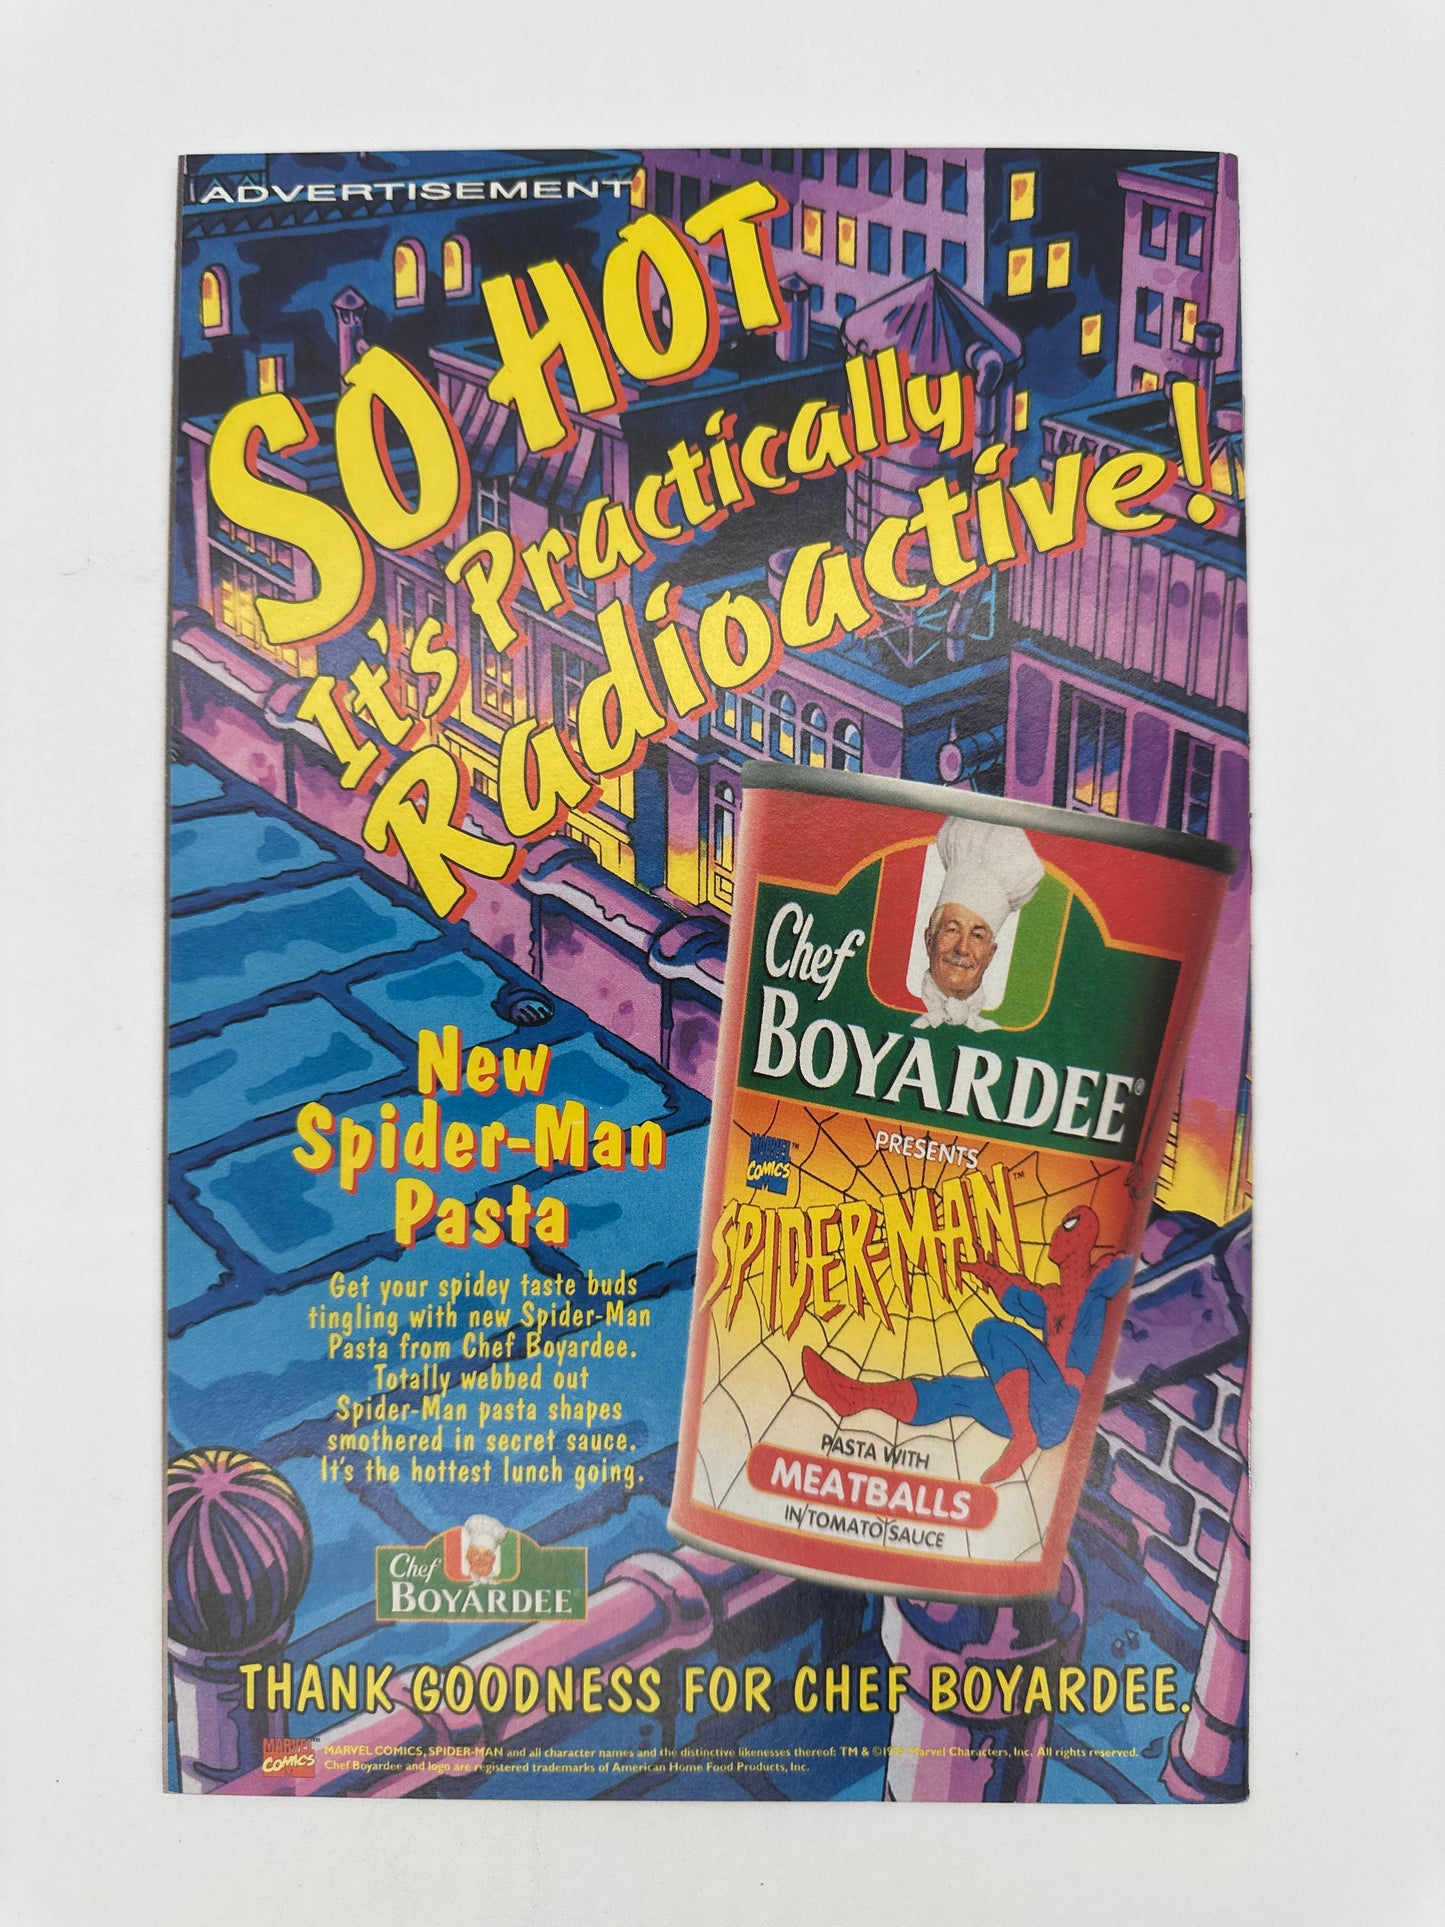 ADVERTISEMENT
SO HOT
It's Practically
Radioactive!
Chef
BOYARDEE®
PRESENTS
MARVEL™
COMICS
SPIDER-MAN™
PASTA WITH
MEATBALLS
IN TOMATO SAUCE
New
Spider-Man
Pasta
Get your spidey taste buds
tingling with new Spider-Man
Pasta from Chef Boyardee.
Totally webbed out
Spider-Man pasta shapes
smothered in secret sauce.
It's the hottest lunch going.
Chef
BOYARDEE®
THANK GOODNESS FOR CHEF BOYARDEE.
MARVEL™
COMICS
MARVEL COMICS, SPIDER-MAN and all character names and the distinctive likenesses thereof: TM & ©1995 Marvel Characters, Inc. All rights reserved.
Chef Boyardee and logo are registered trademarks of American Home Food Products, Inc.